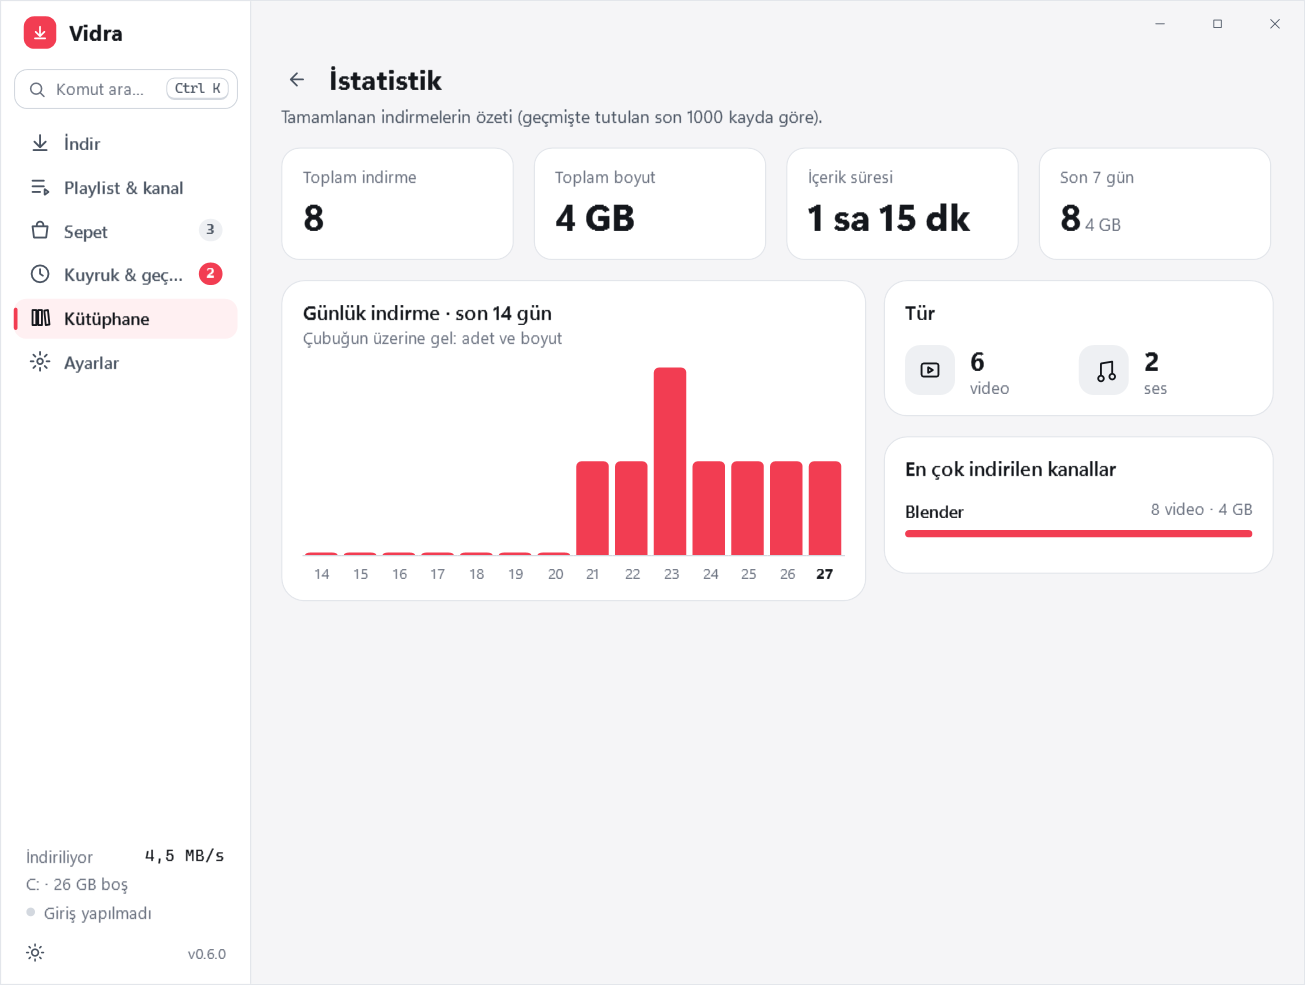 Vidra
Komut ara... Ctrl K
İndir
Playlist & kanal
Sepet 3
Kuyruk & geç... 2
Kütüphane
Ayarlar
İndiriliyor 4,5 MB/s
C: · 26 GB boş
Giriş yapılmadı
v0.6.0
İstatistik
Tamamlanan indirmelerin özeti (geçmişte tutulan son 1000 kayda göre).
Toplam indirme
8
Toplam boyut
4 GB
İçerik süresi
1 sa 15 dk
Son 7 gün
8 4 GB
Günlük indirme · son 14 gün
Çubuğun üzerine gel: adet ve boyut
14 15 16 17 18 19 20 21 22 23 24 25 26 27
Tür
6
video
2
ses
En çok indirilen kanallar
Blender 8 video · 4 GB